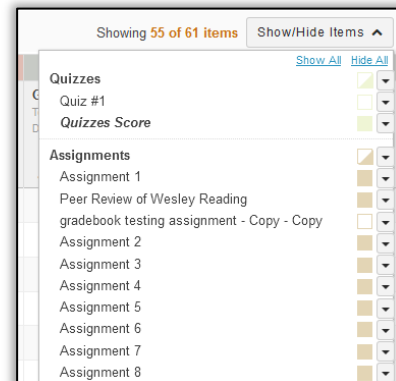 Showing 55 of 61 items Show/Hide Items
Show All Hide All
Quizzes
Quiz #1
Quizzes Score
Assignments
Assignment 1
Peer Review of Wesley Reading
gradebook testing assignment - Copy - Copy
Assignment 2
Assignment 3
Assignment 4
Assignment 5
Assignment 6
Assignment 7
Assignment 8